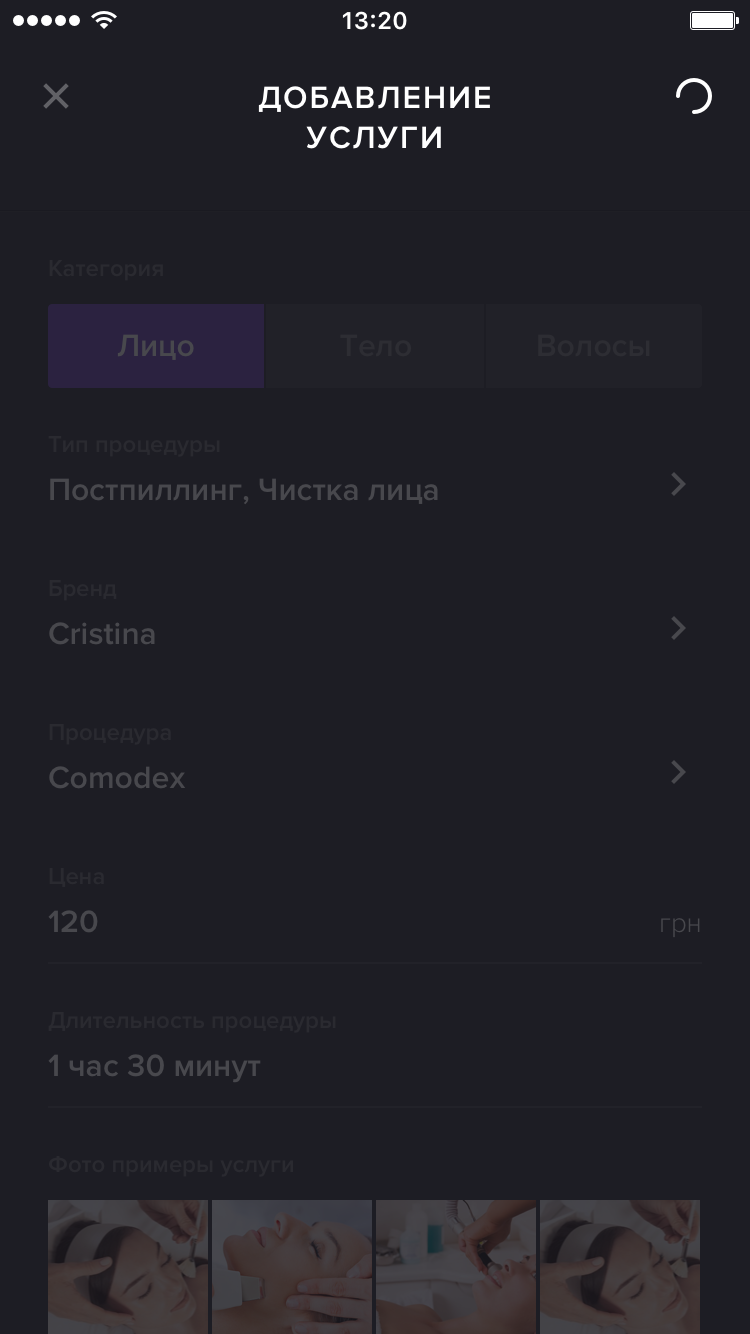 13:20
ДОБАВЛЕНИЕ
УСЛУГИ
Категория
Лицо Тело Волосы
Тип процедуры
Постпиллинг, Чистка лица
Бренд
Cristina
Процедура
Comodex
Цена
120 грн
Длительность процедуры
1 час 30 минут
Фото примеры услуги